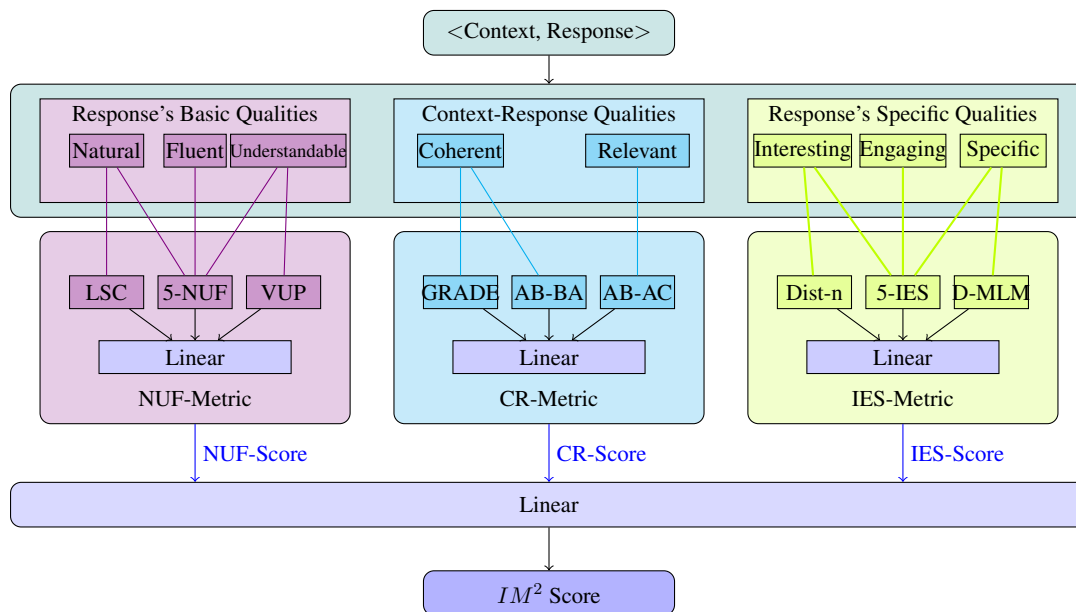 <Context, Response>
Response's Basic Qualities
Context-Response Qualities
Response's Specific Qualities
Natural
Fluent
Understandable
Coherent
Relevant
Interesting
Engaging
Specific
LSC
5-NUF
VUP
GRADE
AB-BA
AB-AC
Dist-n
5-IES
D-MLM
Linear
Linear
Linear
NUF-Metric
CR-Metric
IES-Metric
NUF-Score
CR-Score
IES-Score
Linear
IM² Score